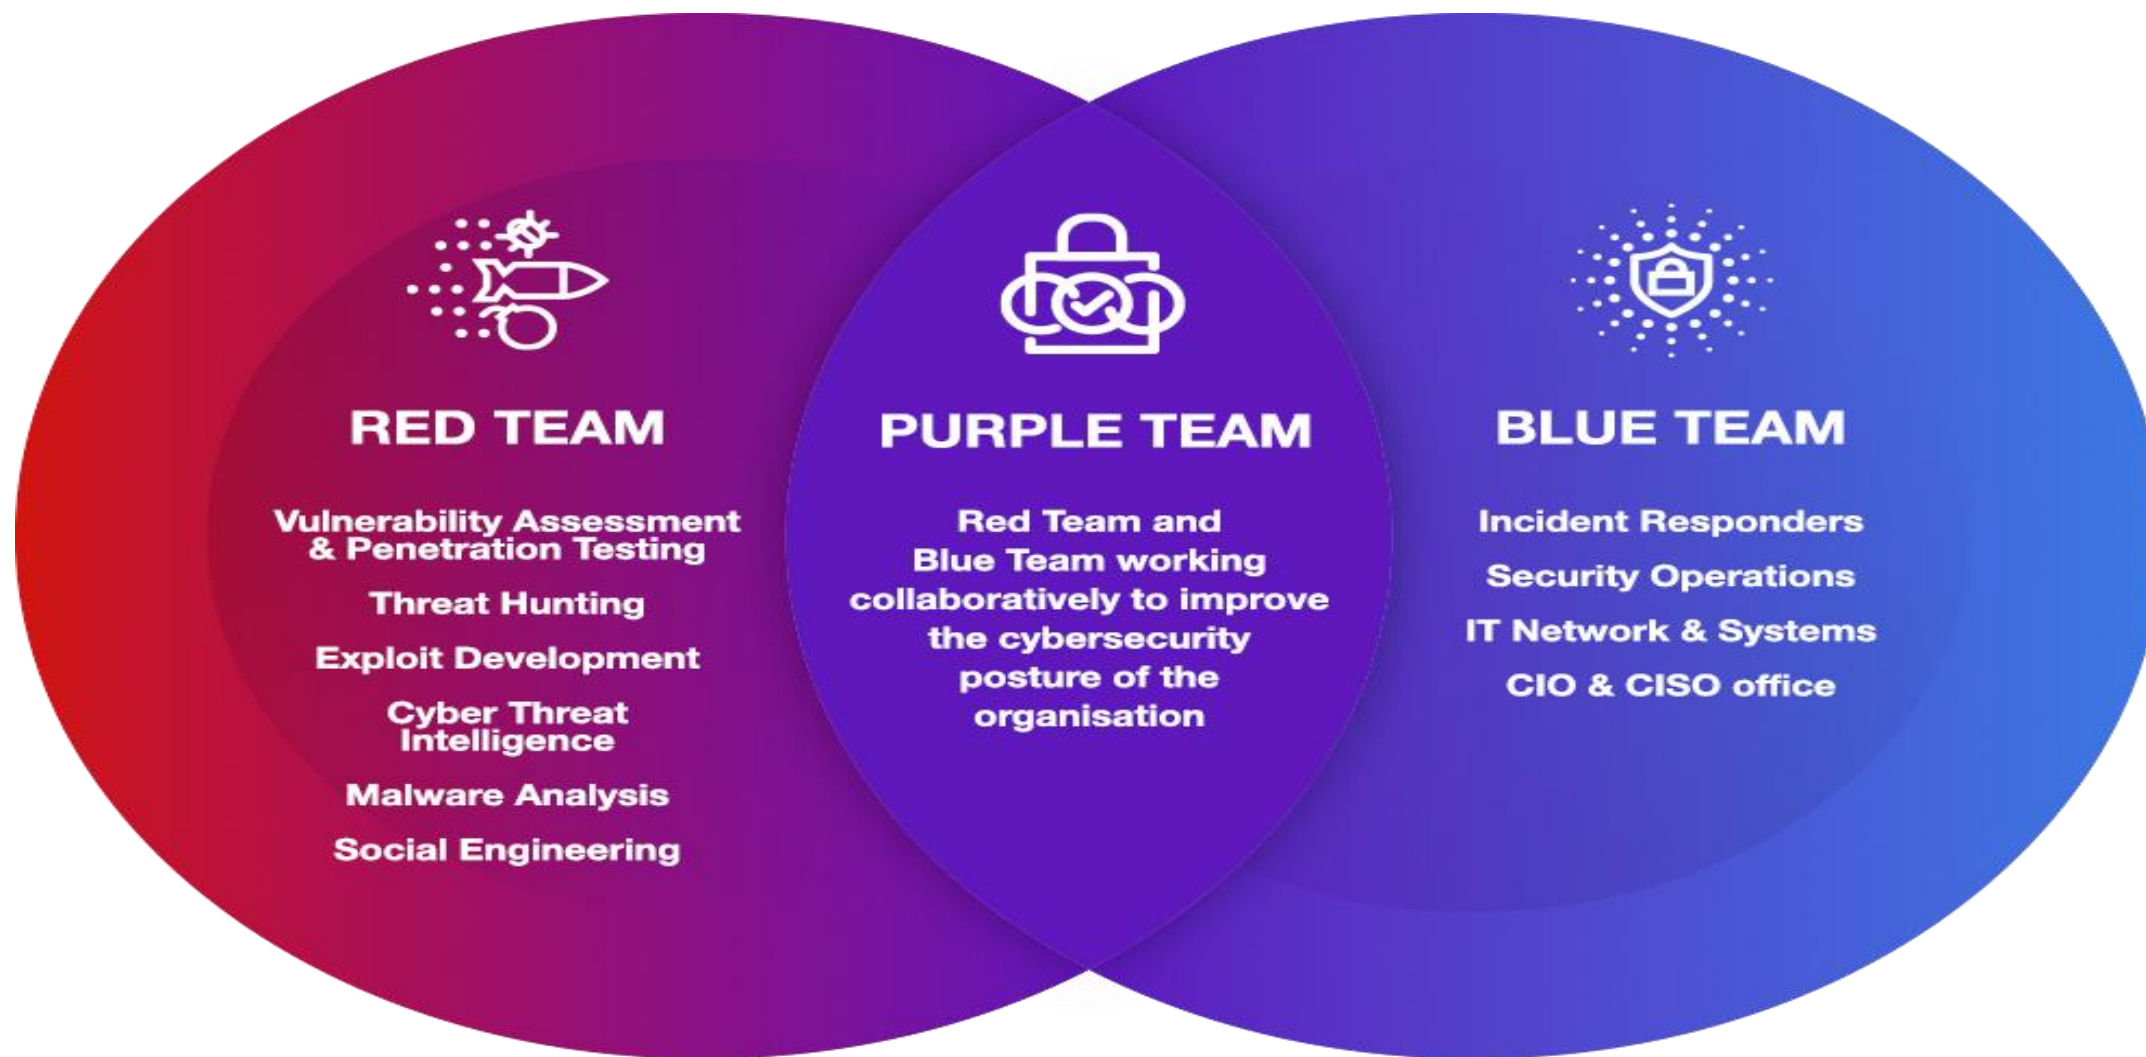 RED TEAM
Vulnerability Assessment
& Penetration Testing
Threat Hunting
Exploit Development
Cyber Threat
Intelligence
Malware Analysis
Social Engineering
PURPLE TEAM
Red Team and
Blue Team working
collaboratively to improve
the cybersecurity
posture of the
organisation
BLUE TEAM
Incident Responders
Security Operations
IT Network & Systems
CIO & CISO office